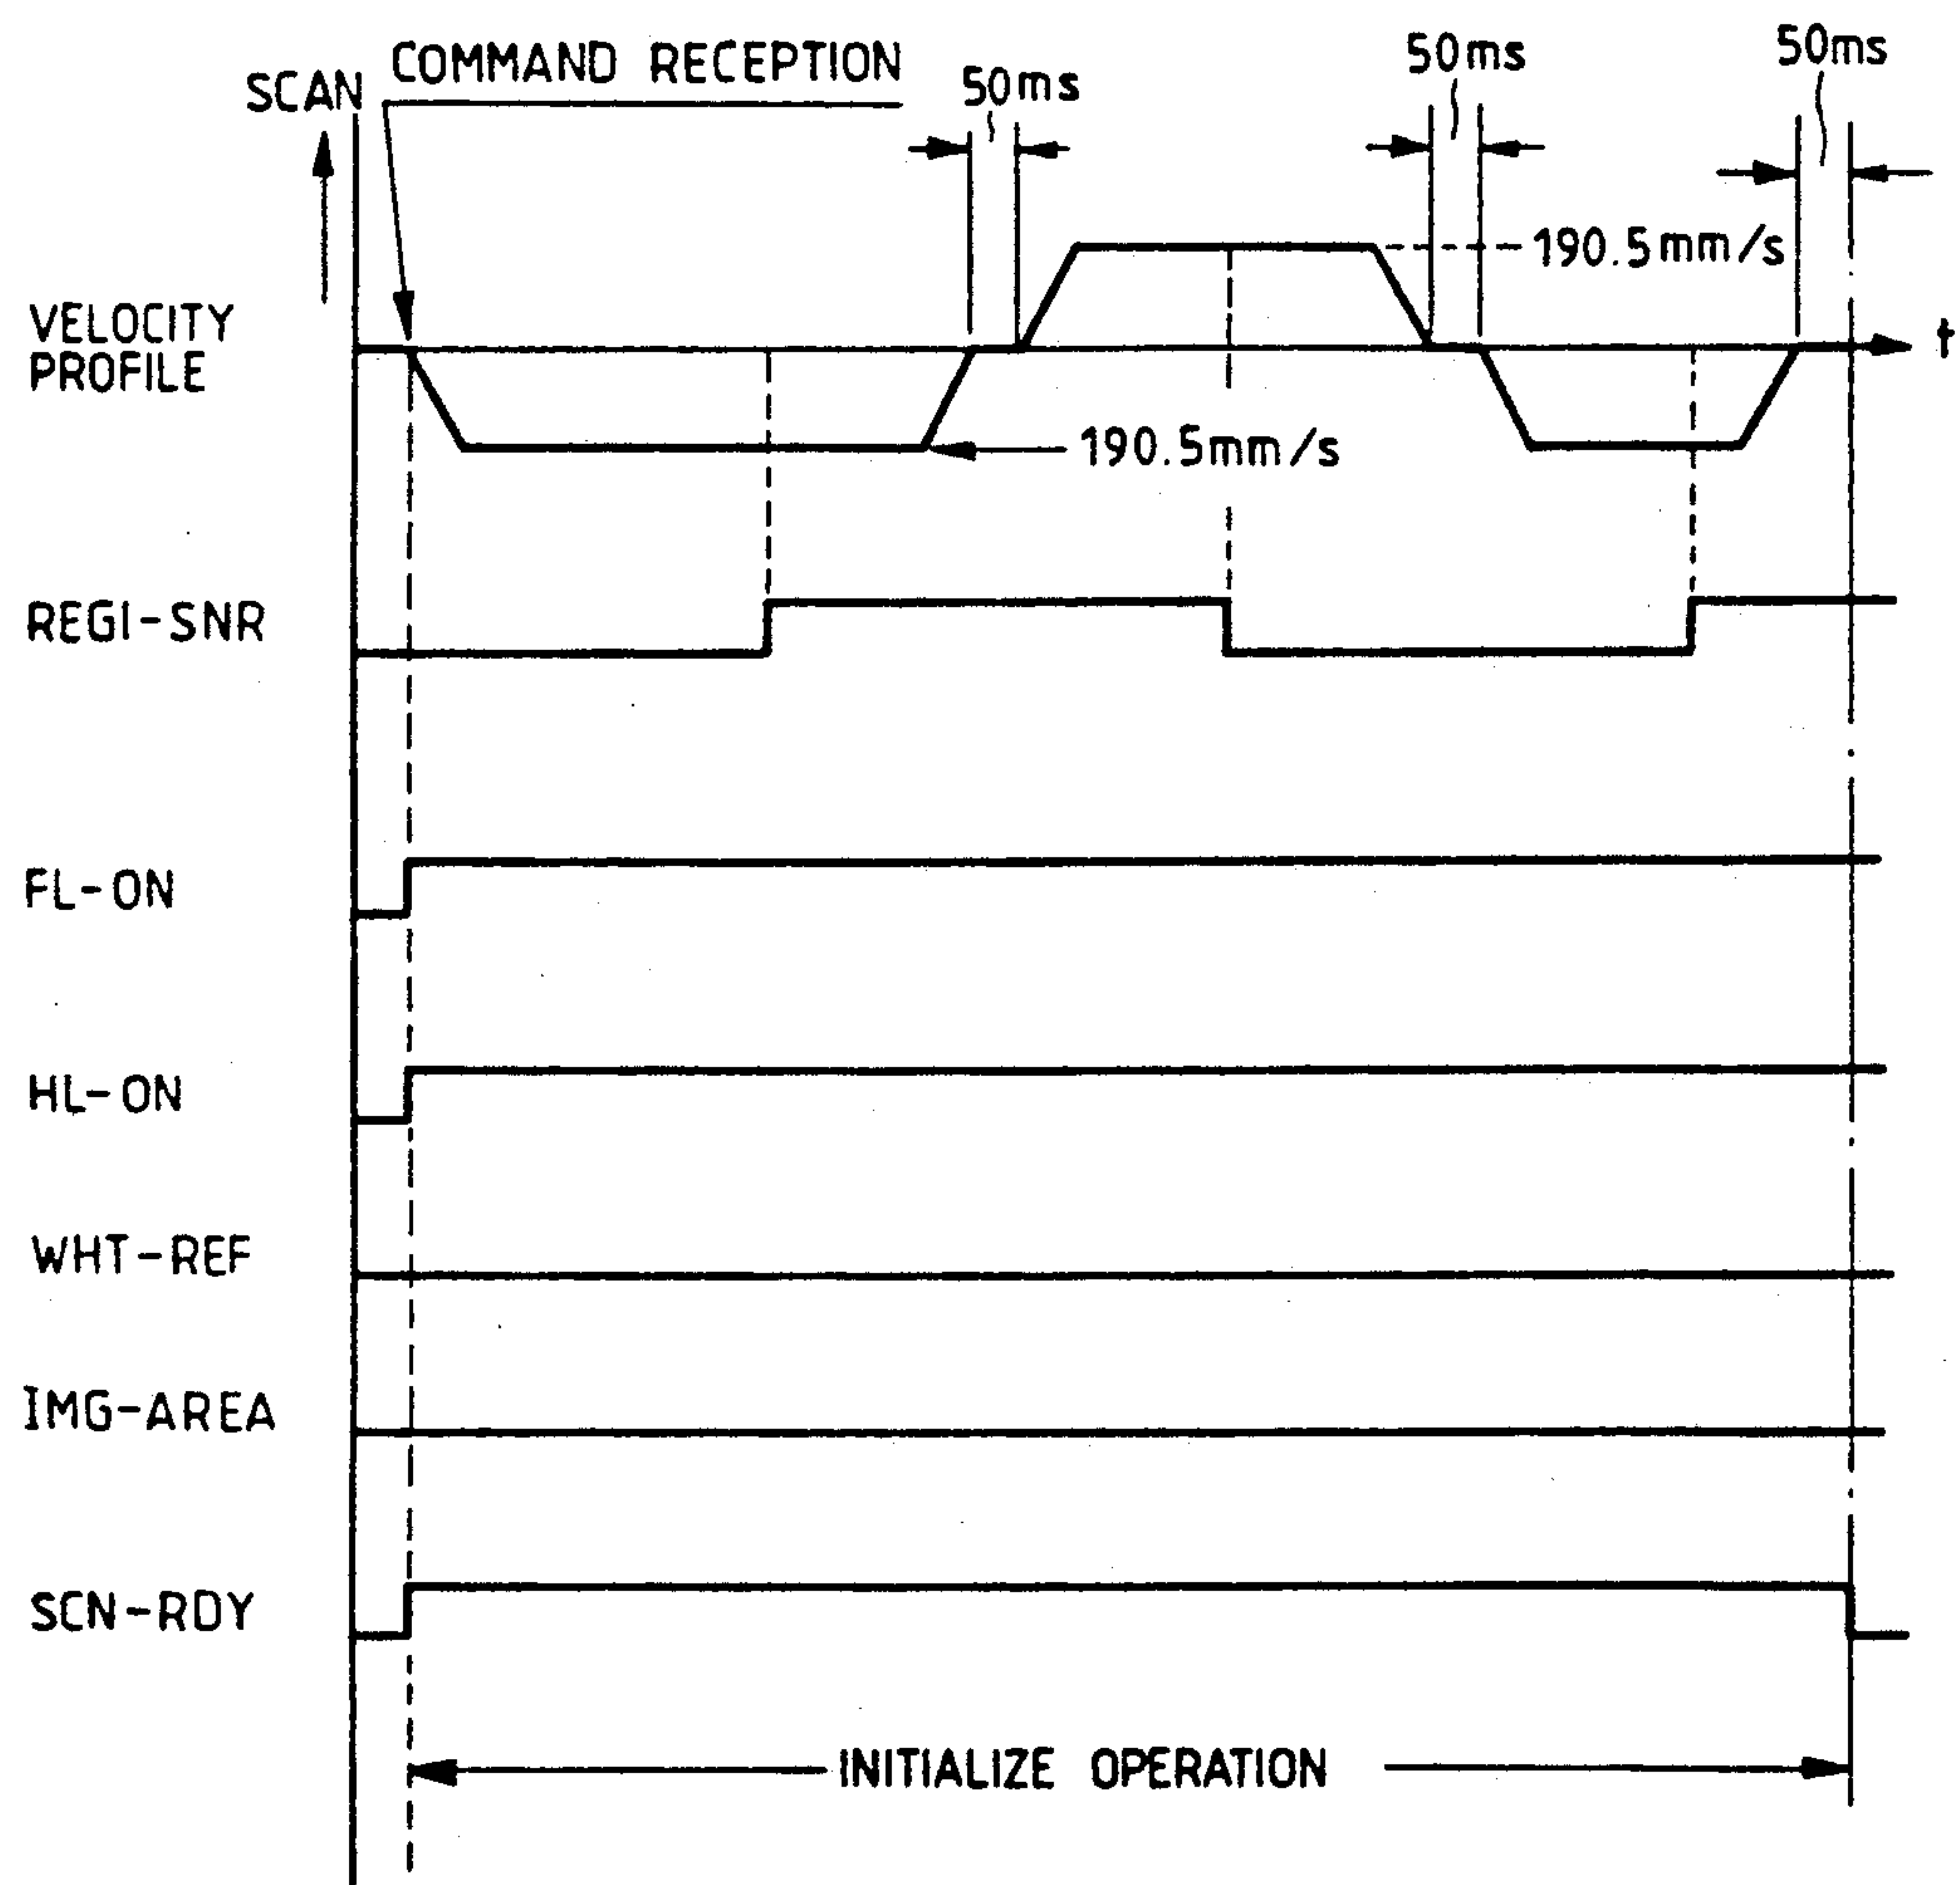 SCAN
COMMAND RECEPTION
50ms
50ms
50ms
190.5mm/s
VELOCITY
PROFILE
t
190.5mm/s
REGI-SNR
FL-ON
HL-ON
WHT-REF
IMG-AREA
SCN-RDY
INITIALIZE OPERATION